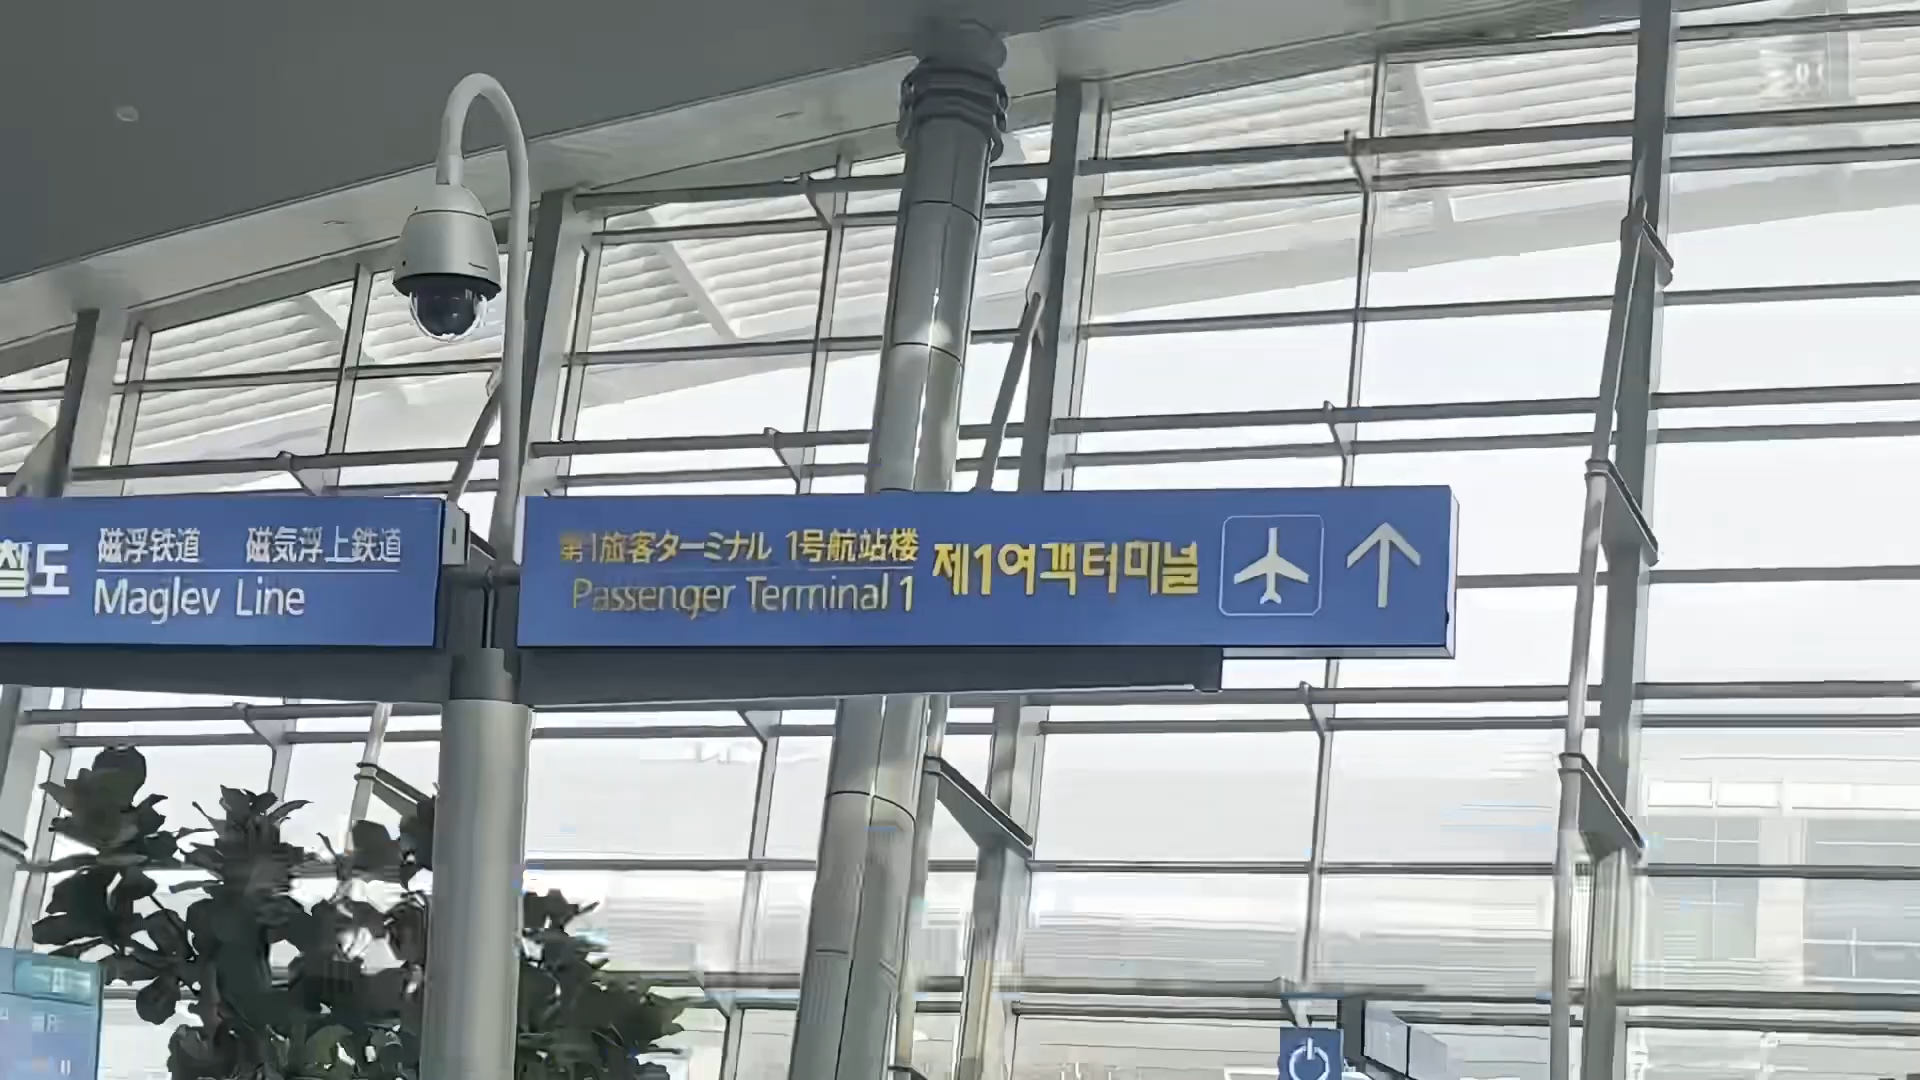 철도
磁浮铁道 磁気浮上鉄道
Maglev Line
第1旅客ターミナル 1号航站楼
Passenger Terminal 1
제1여객터미널